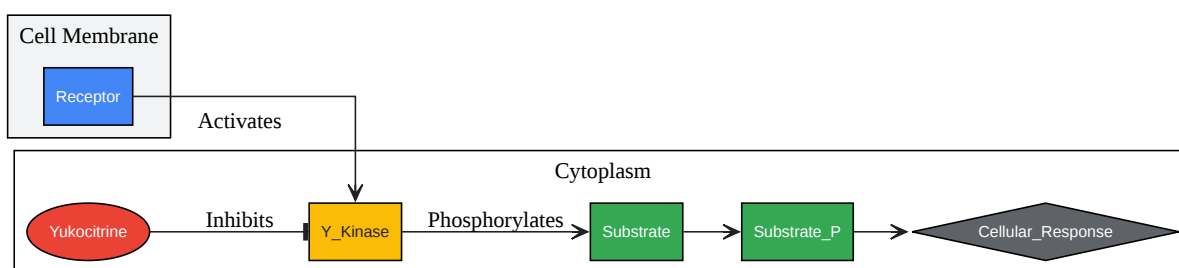 Cell Membrane
Receptor
Activates
Cytoplasm
Yukocitrine
Inhibits
Y_Kinase
Phosphorylates
Substrate
Substrate_P
Cellular_Response